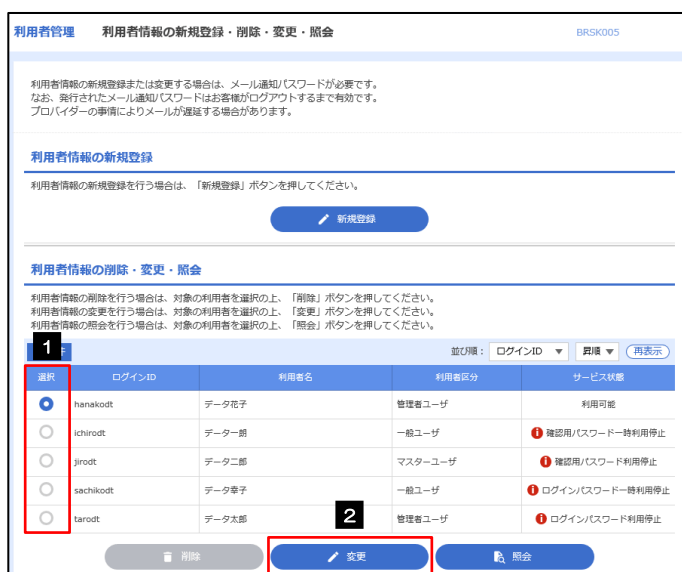 利用者管理 利用者情報の新規登録・削除・変更・照会 BRSK005
利用者情報の新規登録または変更する場合は、メール通知パスワードが必要です。
なお、発行されたメール通知パスワードはお客様がログアウトするまで有効です。
プロバイダーの事情によりメールが遅延する場合があります。
利用者情報の新規登録
利用者情報の新規登録を行う場合は、「新規登録」ボタンを押してください。
新規登録
利用者情報の削除・変更・照会
利用者情報の削除を行う場合は、対象の利用者を選択の上、「削除」ボタンを押してください。
利用者情報の変更を行う場合は、対象の利用者を選択の上、「変更」ボタンを押してください。
利用者情報の照会を行う場合は、対象の利用者を選択の上、「照会」ボタンを押してください。
1 並び順： ログインID ▼ 昇順 ▼ 再表示
選択 ログインID 利用者名 利用者区分 サービス状態
hanakodt データ花子 管理者ユーザ 利用可能
ichirodt データ一朗 一般ユーザ 確認用パスワード一時利用停止
jirodt データ二郎 マスターユーザ 確認用パスワード利用停止
sachikodt データ幸子 一般ユーザ ログインパスワード一時利用停止
tarodt データ太郎 管理者ユーザ ログインパスワード利用停止
2
削除 変更 照会